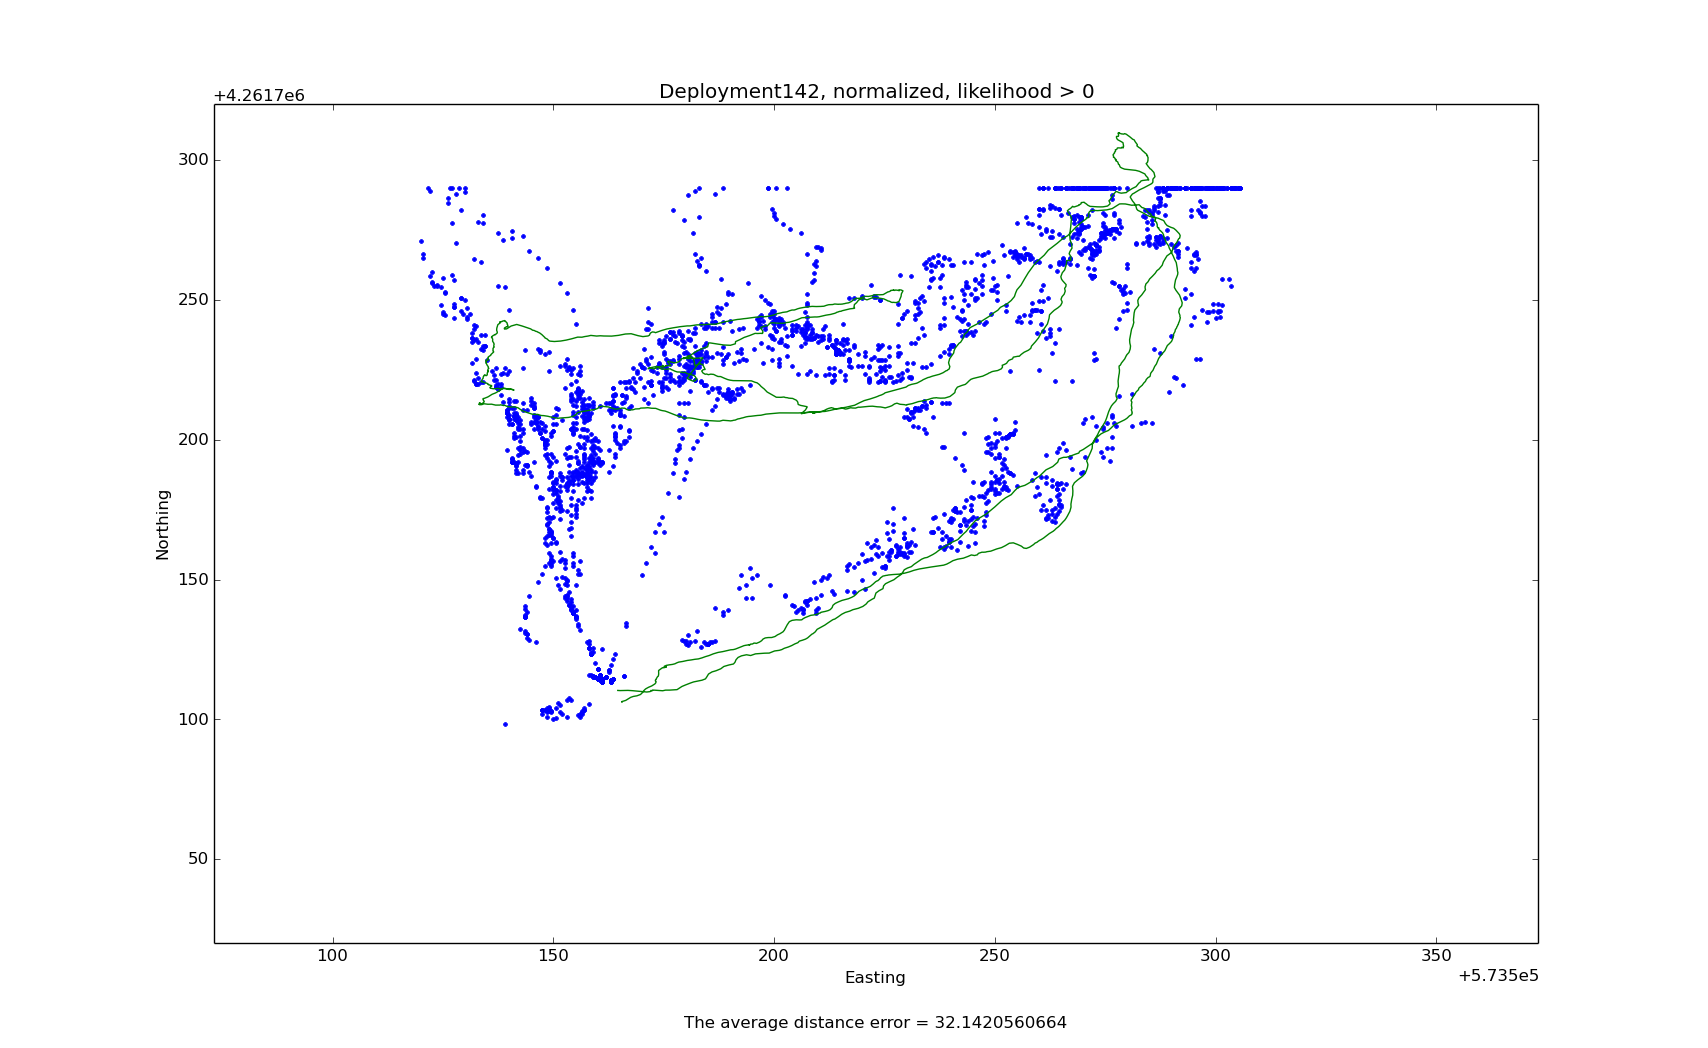 Deployment142, normalized, likelihood > 0
+4.2617e6
300
250
200
150
100
50
Northing
100 150 200 250 300 350
Easting
+5.735e5
The average distance error = 32.1420560664